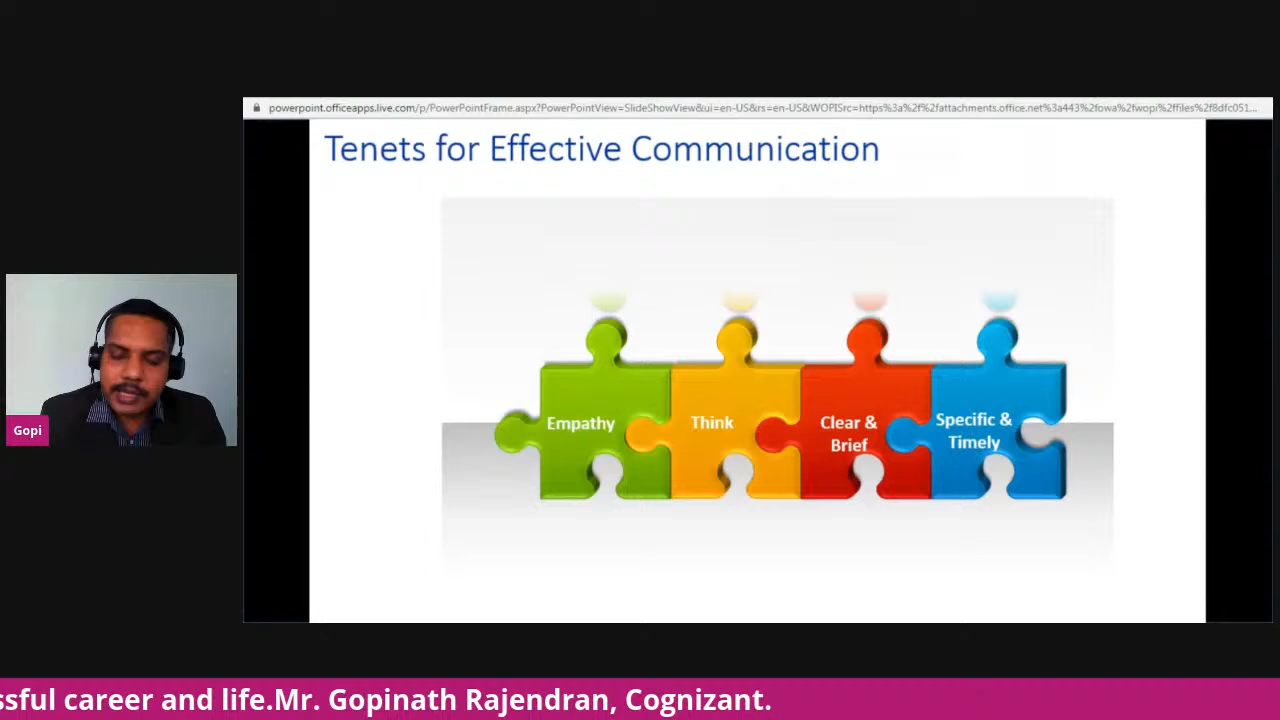 powerpoint.officeapps.live.com/p/PowerPointFrame.aspx?PowerPointView=SlideShowView&ui=en-US&rs=en-US&WOPISrc=https%3a%2f%2fattachments.office.net%3a443%2fowa%2fwopi%2ffiles%2f8dfc051...
Tenets for Effective Communication
Empathy
Think
Clear &
Brief
Specific &
Timely
Gopi
ssful career and life.Mr. Gopinath Rajendran, Cognizant.